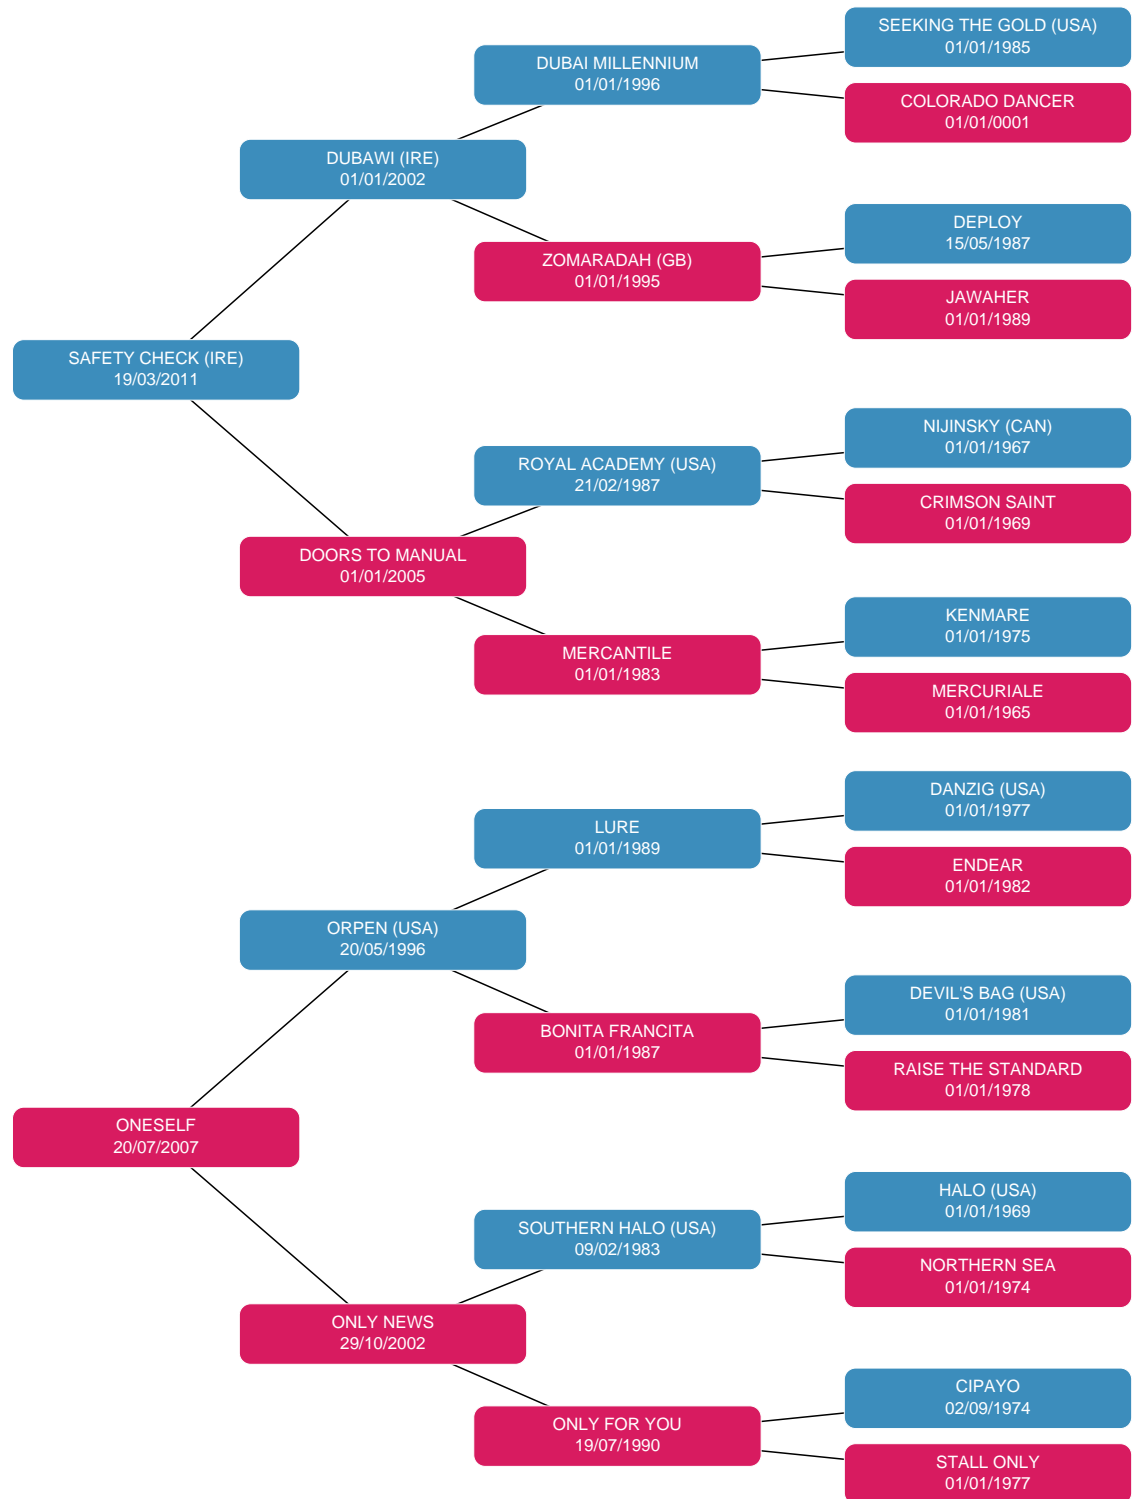 SEEKING THE GOLD (USA)
01/01/1985
DUBAI MILLENNIUM
01/01/1996
COLORADO DANCER
01/01/0001
DUBAWI (IRE)
01/01/2002
DEPLOY
15/05/1987
ZOMARADAH (GB)
01/01/1995
JAWAHER
01/01/1989
SAFETY CHECK (IRE)
19/03/2011
NIJINSKY (CAN)
01/01/1967
ROYAL ACADEMY (USA)
21/02/1987
CRIMSON SAINT
01/01/1969
DOORS TO MANUAL
01/01/2005
KENMARE
01/01/1975
MERCANTILE
01/01/1983
MERCURIALE
01/01/1965
DANZIG (USA)
01/01/1977
LURE
01/01/1989
ENDEAR
01/01/1982
ORPEN (USA)
20/05/1996
DEVIL'S BAG (USA)
01/01/1981
BONITA FRANCITA
01/01/1987
RAISE THE STANDARD
01/01/1978
ONESELF
20/07/2007
HALO (USA)
01/01/1969
SOUTHERN HALO (USA)
09/02/1983
NORTHERN SEA
01/01/1974
ONLY NEWS
29/10/2002
CIPAYO
02/09/1974
ONLY FOR YOU
19/07/1990
STALL ONLY
01/01/1977